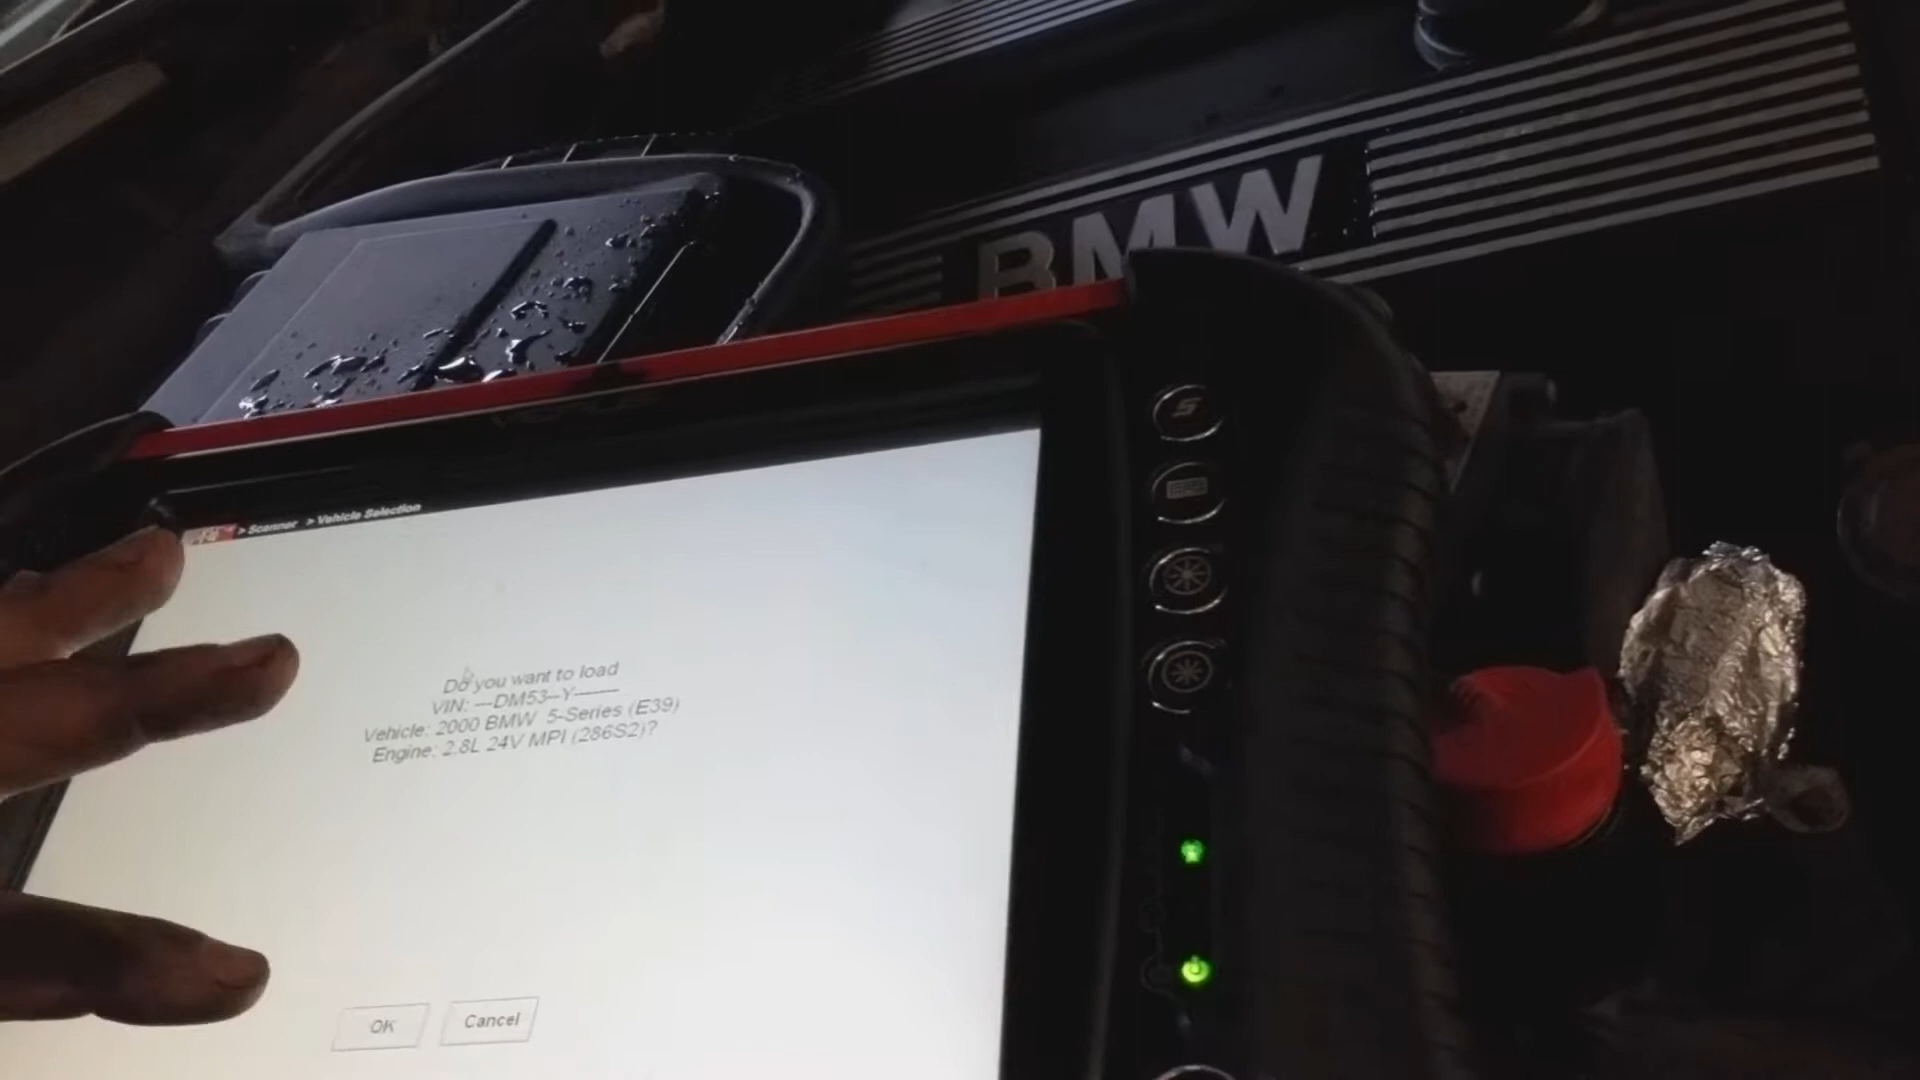 BMW
> Scanner > Vehicle Selection
Do you want to load
VIN: ---DM53--Y------
Vehicle: 2000 BMW 5-Series (E39)
Engine: 2.8L 24V MPI (286S2)?
OK Cancel
S